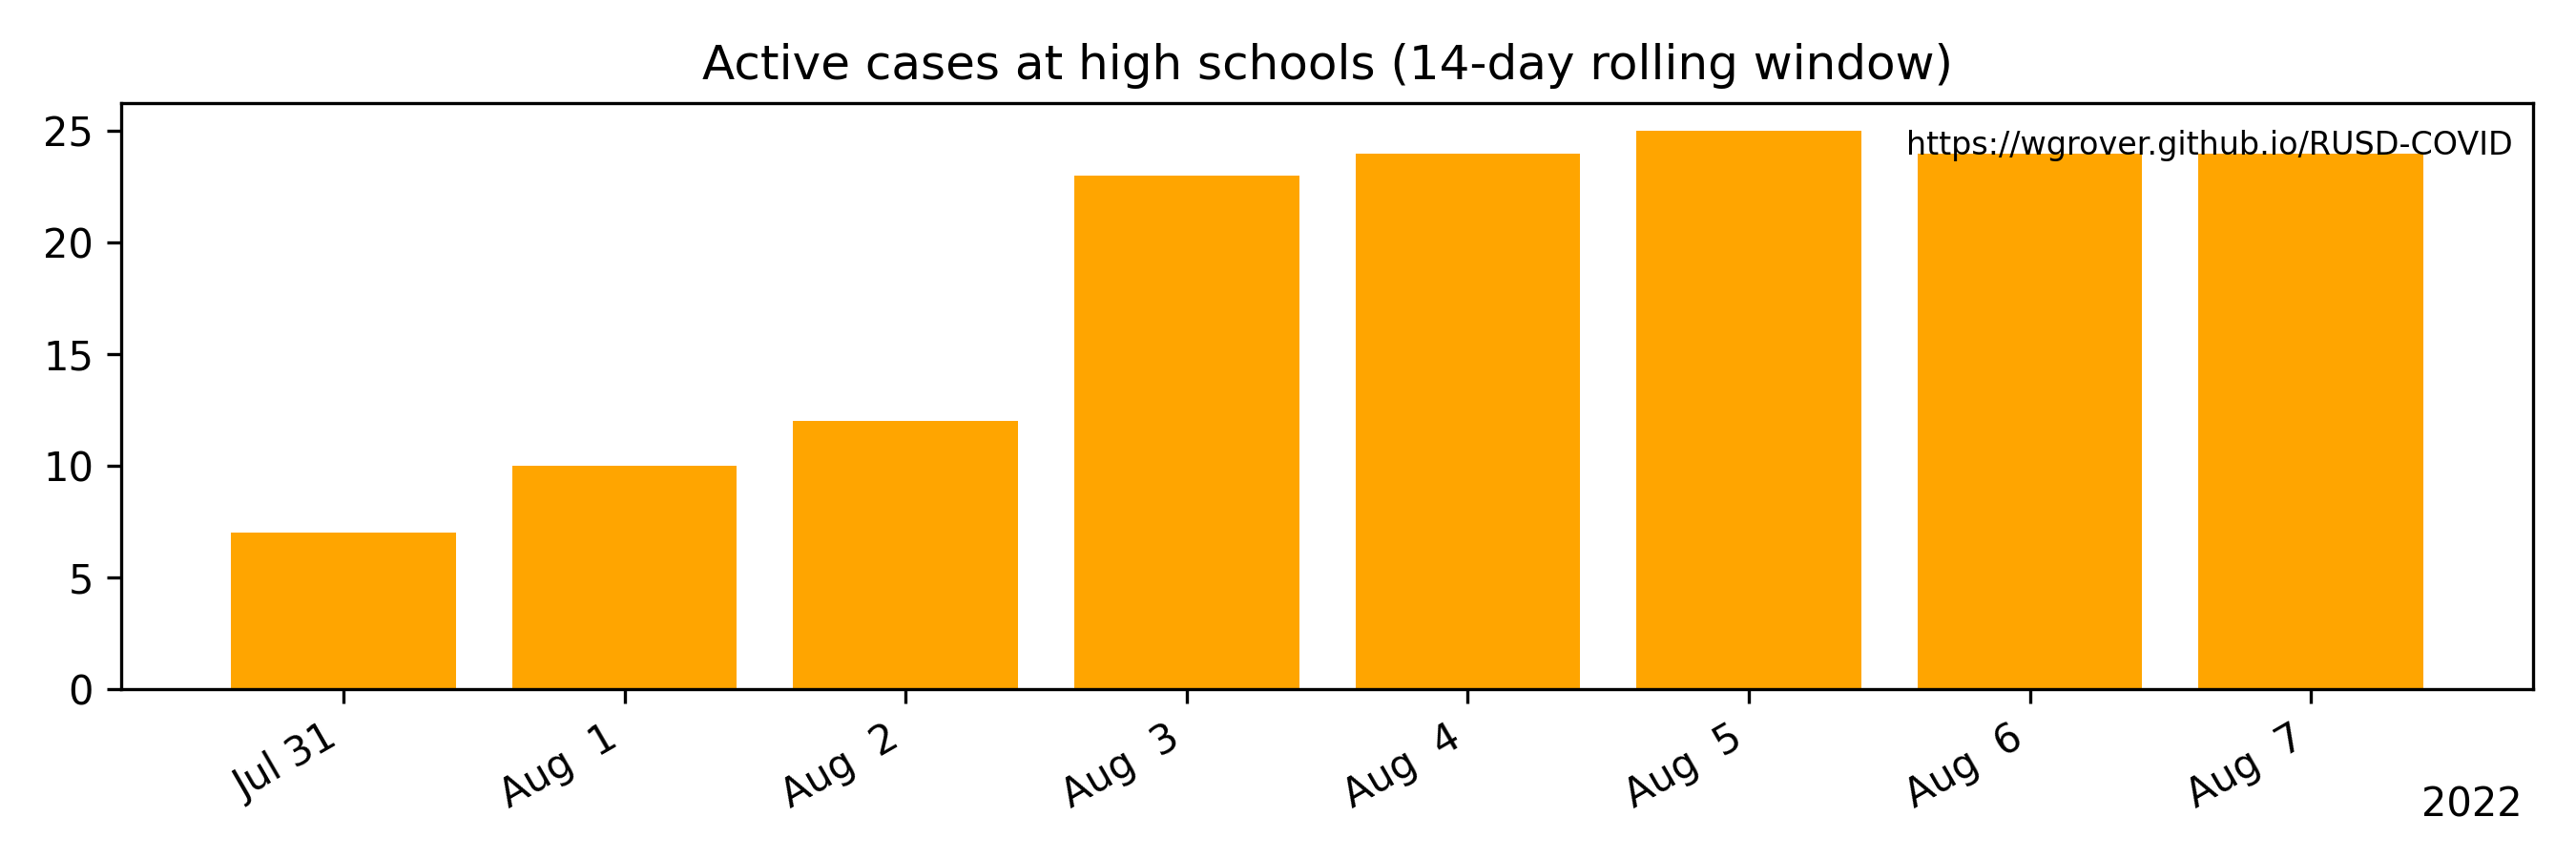 Active cases at high schools (14-day rolling window)
https://wgrover.github.io/RUSD-COVID
25
20
15
10
5
0
Jul 31
Aug 1
Aug 2
Aug 3
Aug 4
Aug 5
Aug 6
Aug 7
2022